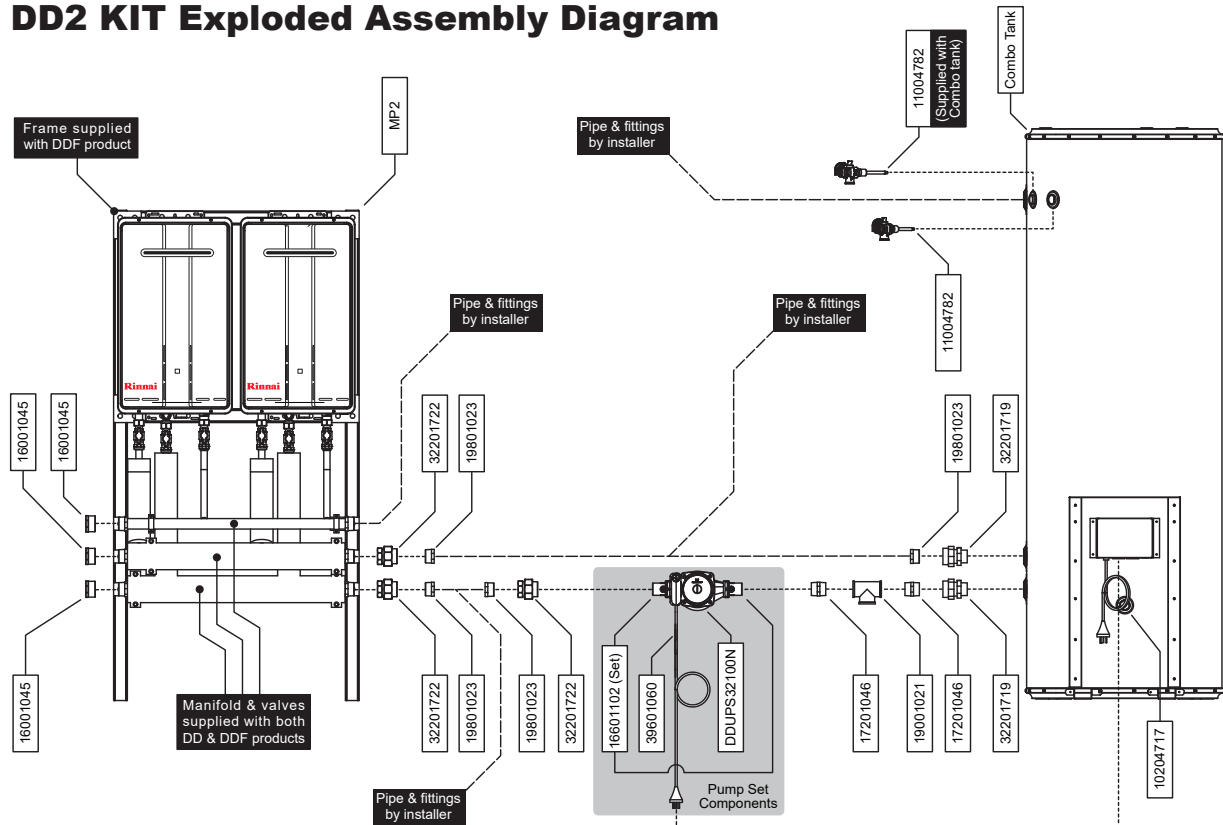 DD2 KIT Exploded Assembly Diagram
11004782
(Supplied with
Combo tank)
Combo Tank
MP2
Frame supplied
with DDF product
Pipe & fittings
by installer
11004782
Pipe & fittings
by installer
Pipe & fittings
by installer
Rinnai
Rinnai
16001045
16001045
32201722
19801023
19801023
32201719
16001045
Manifold & valves
supplied with both
DD & DDF products
32201722
19801023
19801023
32201722
16601102 (Set)
39601060
DDUPS32100N
17201046
19001021
17201046
32201719
10204717
Pump Set
Components
Pipe & fittings
by installer